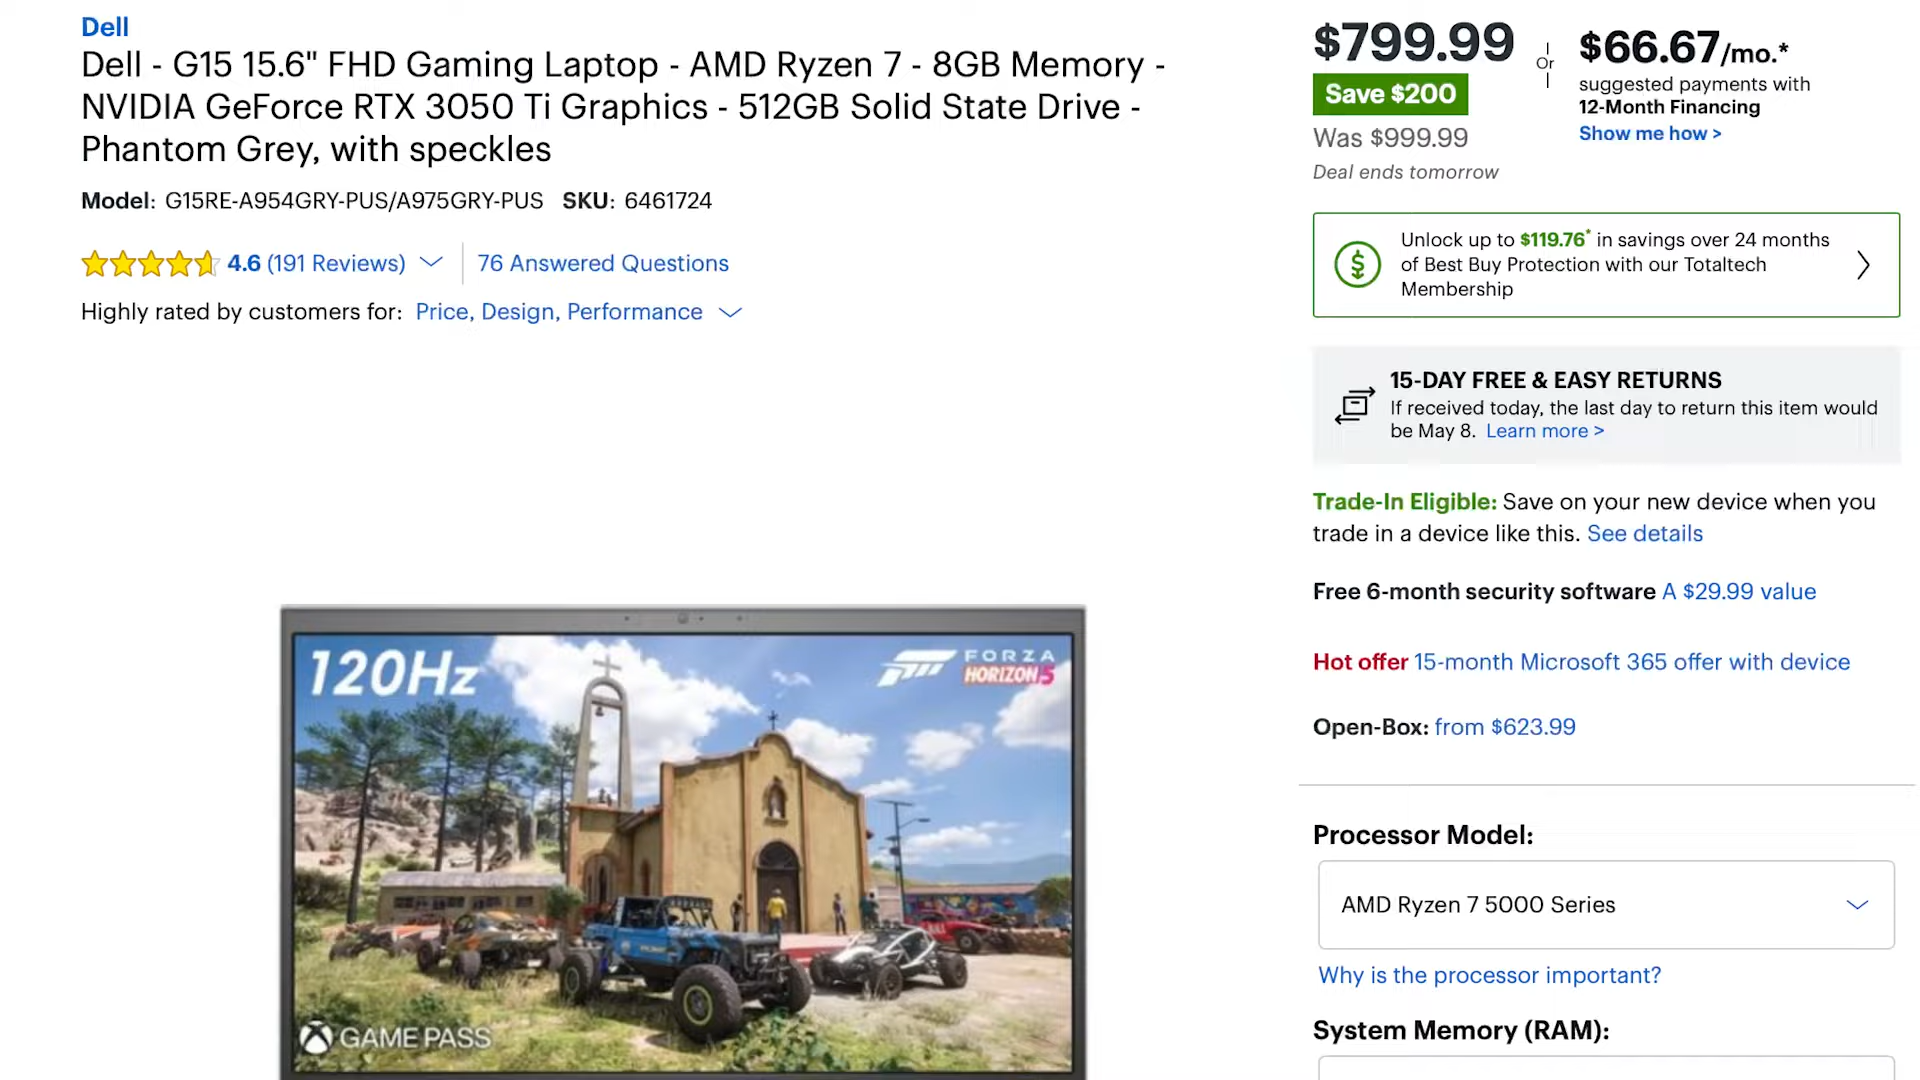 Dell
Dell - G15 15.6" FHD Gaming Laptop - AMD Ryzen 7 - 8GB Memory -
NVIDIA GeForce RTX 3050 Ti Graphics - 512GB Solid State Drive -
Phantom Grey, with speckles
Model: G15RE-A954GRY-PUS/A975GRY-PUS SKU: 6461724
4.6 (191 Reviews)
76 Answered Questions
Highly rated by customers for: Price, Design, Performance
120Hz
FORZA
HORIZON 5
GAME PASS
$799.99
Save $200
Was $999.99
Deal ends tomorrow
Or
$66.67/mo.*
suggested payments with
12-Month Financing
Show me how >
Unlock up to $119.76* in savings over 24 months
of Best Buy Protection with our Totaltech
Membership
15-DAY FREE & EASY RETURNS
If received today, the last day to return this item would
be May 8. Learn more >
Trade-In Eligible: Save on your new device when you
trade in a device like this. See details
Free 6-month security software A $29.99 value
Hot offer 15-month Microsoft 365 offer with device
Open-Box: from $623.99
Processor Model:
AMD Ryzen 7 5000 Series
Why is the processor important?
System Memory (RAM):